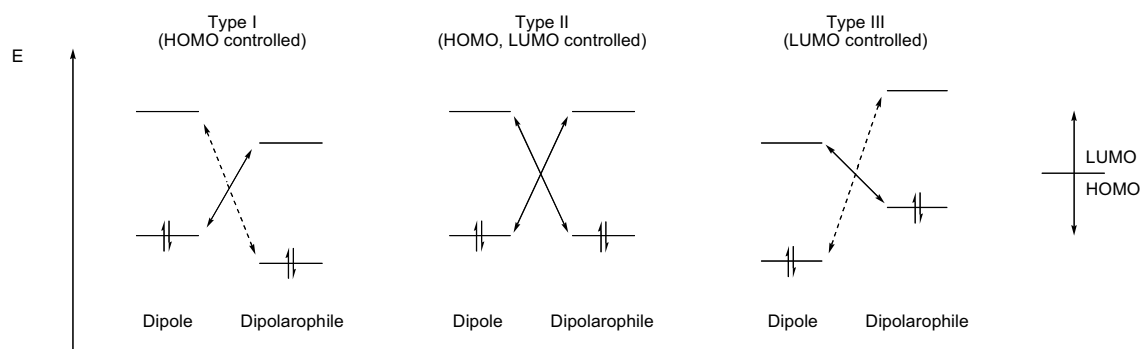 Type I
(HOMO controlled)
Type II
(HOMO, LUMO controlled)
Type III
(LUMO controlled)
E
LUMO
HOMO
Dipole
Dipolarophile
Dipole
Dipolarophile
Dipole
Dipolarophile